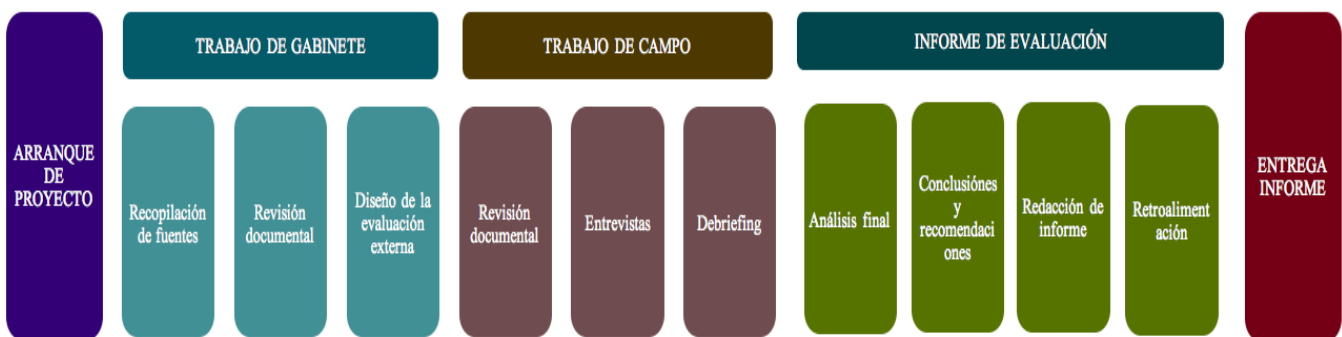 ARRANQUE
DE
PROYECTO
TRABAJO DE GABINETE
Recopilación
de fuentes
Revisión
documental
Diseño de la
evaluación
externa
TRABAJO DE CAMPO
Revisión
documental
Entrevistas
Debriefing
INFORME DE EVALUACIÓN
Análisis final
Conclusiónes
y
recomendaci
ones
Redacción de
informe
Retroaliment
ación
ENTREGA
INFORME